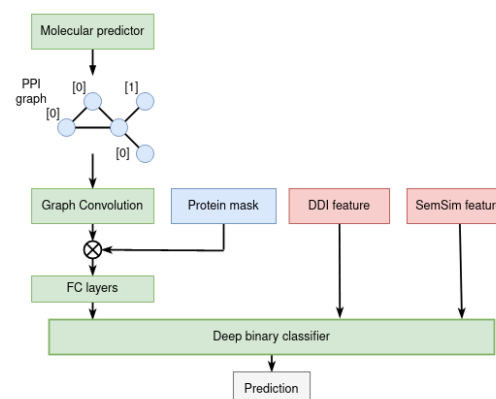 Molecular predictor
PPI
graph
[0]
[1]
[0]
[0]
Graph Convolution
Protein mask
DDI feature
SemSim feature
FC layers
Deep binary classifier
Prediction